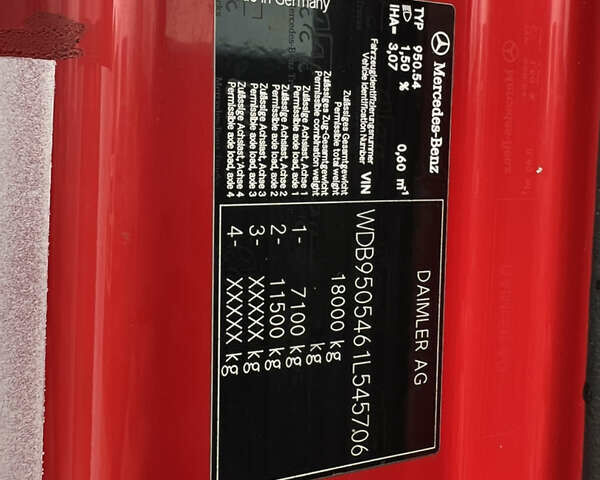 Mercedes-Benz
TYP 950.54
1,50 % 0,60 m⁻¹
IHA= 3,07
DAIMLER AG
Fahrzeugidentifizierungsnummer
Vehicle Identification Number VIN WDB9505461L545706
Zulässiges Gesamtgewicht
Permissible total weight 18000 kg
Zulässiges Zug-Gesamtgewicht
Permissible combination weight kg
Zulässige Achslast, Achse 1
Permissible axle load, axle 1 1- 7100 kg
Zulässige Achslast, Achse 2
Permissible axle load, axle 2 2- 11500 kg
Zulässige Achslast, Achse 3
Permissible axle load, axle 3 3- XXXXX kg
Zulässige Achslast, Achse 4
Permissible axle load, axle 4 4- XXXXX kg
in Germany